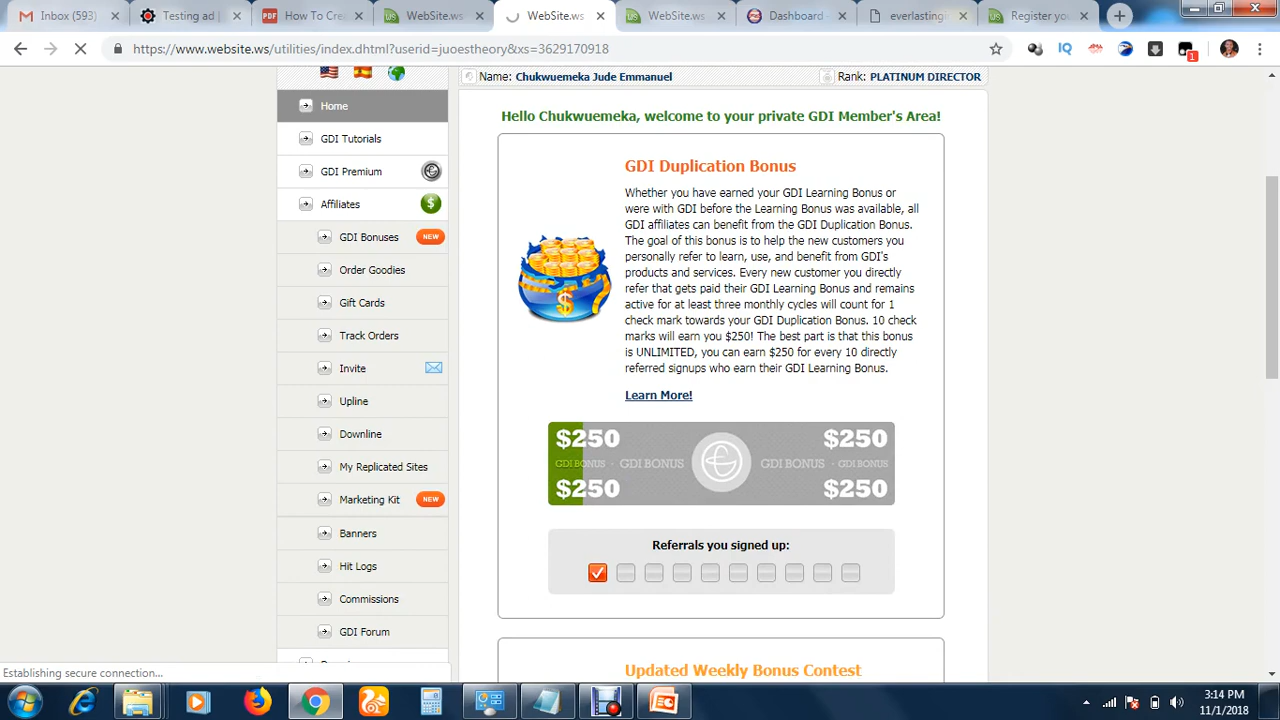 Inbox (593)
Testing ad
How To Cre
WebSite.ws
WebSite.ws
WebSite.ws
Dashboard
everlasting
Register you
https://www.website.ws/utilities/index.dhtml?userid=juoestheory&xs=3629170918
IQ
1
Name: Chukwuemeka Jude Emmanuel
Rank: PLATINUM DIRECTOR
Home
GDI Tutorials
GDI Premium
Affiliates
GDI Bonuses NEW
Order Goodies
Gift Cards
Track Orders
Invite
Upline
Downline
My Replicated Sites
Marketing Kit NEW
Banners
Hit Logs
Commissions
GDI Forum
Hello Chukwuemeka, welcome to your private GDI Member's Area!
GDI Duplication Bonus
Whether you have earned your GDI Learning Bonus or
were with GDI before the Learning Bonus was available, all
GDI affiliates can benefit from the GDI Duplication Bonus.
The goal of this bonus is to help the new customers you
personally refer to learn, use, and benefit from GDI's
products and services. Every new customer you directly
refer that gets paid their GDI Learning Bonus and remains
active for at least three monthly cycles will count for 1
check mark towards your GDI Duplication Bonus. 10 check
marks will earn you $250! The best part is that this bonus
is UNLIMITED, you can earn $250 for every 10 directly
referred signups who earn their GDI Learning Bonus.
Learn More!
$250 $250
GDI BONUS · GDI BONUS GDI BONUS · GDI BONUS
$250 $250
Referrals you signed up:
Updated Weekly Bonus Contest
Establishing secure connection...
3:14 PM
11/1/2018